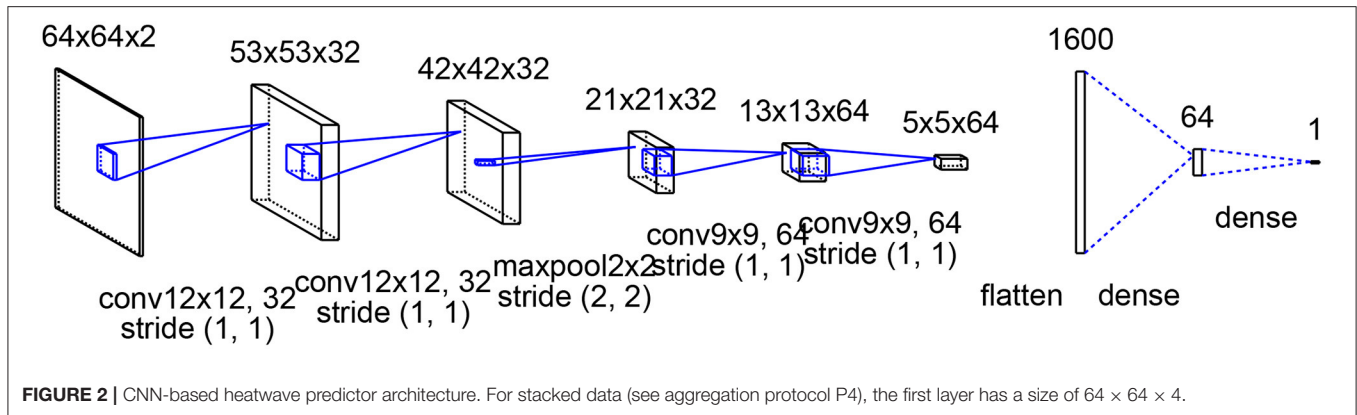 64x64x2
53x53x32
42x42x32
21x21x32
13x13x64
5x5x64
1600
64
1
conv12x12, 32
stride (1, 1)
conv12x12, 32
stride (1, 1)
maxpool2x2
stride (2, 2)
conv9x9, 64
stride (1, 1)
conv9x9, 64
stride (1, 1)
flatten
dense
dense
FIGURE 2 | CNN-based heatwave predictor architecture. For stacked data (see aggregation protocol P4), the first layer has a size of 64 × 64 × 4.